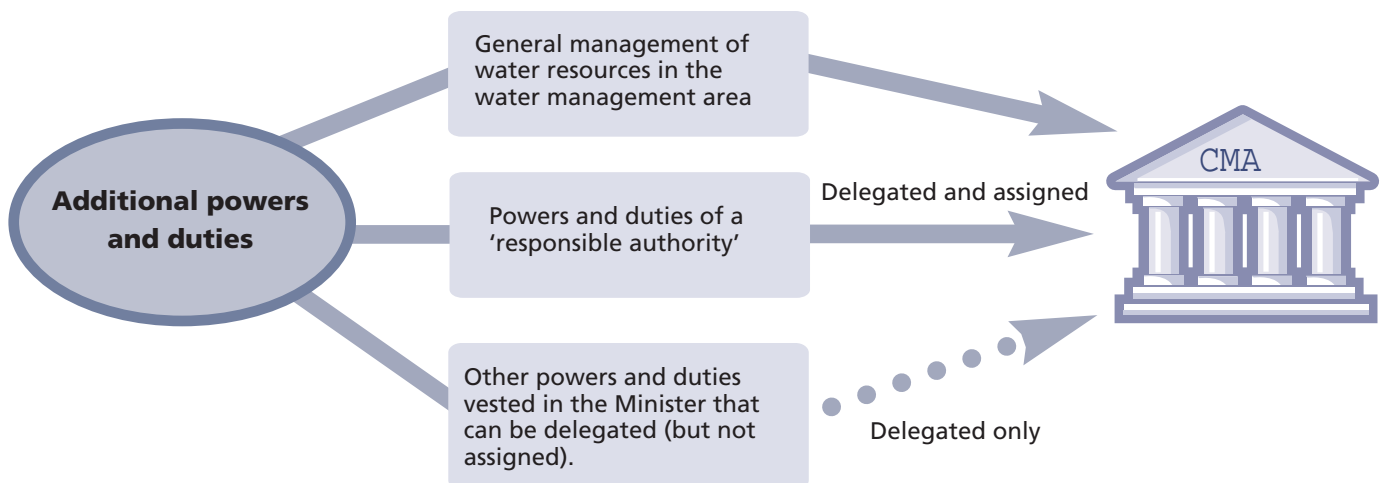 Additional powers
and duties
General management of
water resources in the
water management area
Powers and duties of a
‘responsible authority’
Other powers and duties
vested in the Minister that
can be delegated (but not
assigned).
Delegated and assigned
Delegated only
CMA